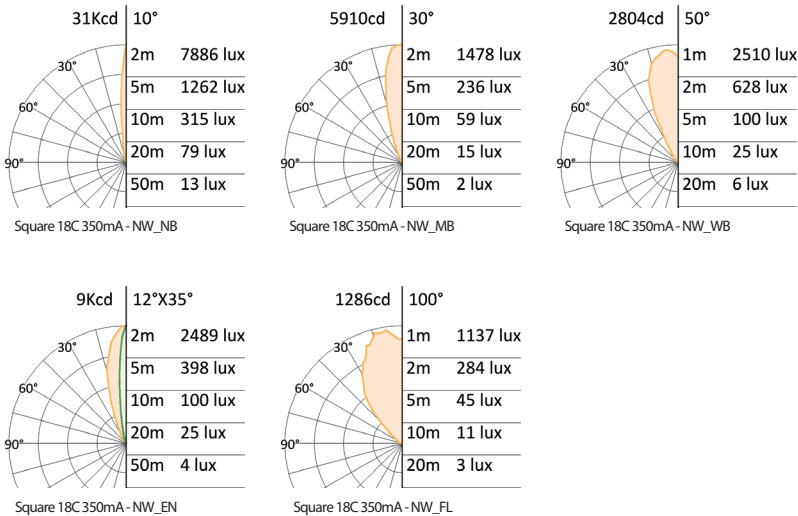 31Kcd 10°
2m 7886 lux
30°
5m 1262 lux
60°
10m 315 lux
90°
20m 79 lux
50m 13 lux
Square 18C 350mA - NW_NB
5910cd 30°
2m 1478 lux
30°
5m 236 lux
60°
10m 59 lux
90°
20m 15 lux
50m 2 lux
Square 18C 350mA - NW_MB
2804cd 50°
1m 2510 lux
30°
2m 628 lux
60°
5m 100 lux
90°
10m 25 lux
20m 6 lux
Square 18C 350mA - NW_WB
9Kcd 12°X35°
2m 2489 lux
30°
5m 398 lux
60°
10m 100 lux
90°
20m 25 lux
50m 4 lux
Square 18C 350mA - NW_EN
1286cd 100°
1m 1137 lux
30°
2m 284 lux
60°
5m 45 lux
90°
10m 11 lux
20m 3 lux
Square 18C 350mA - NW_FL